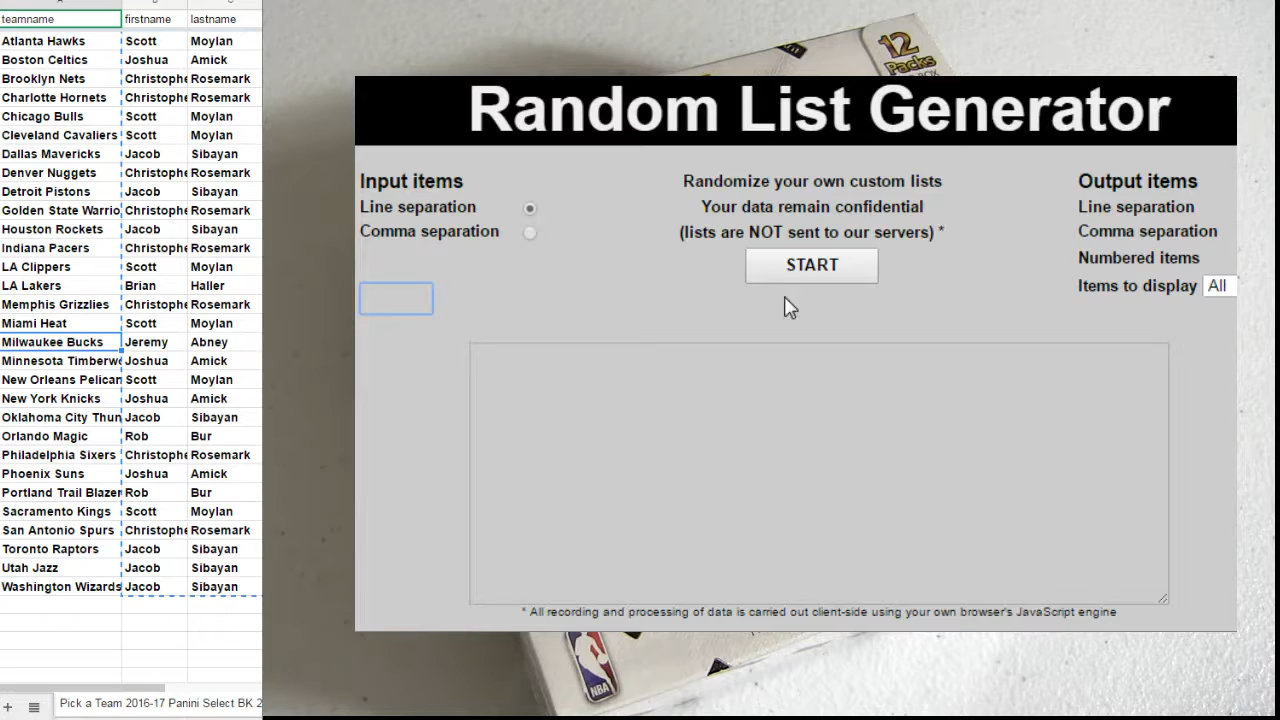 teamname firstname lastname
Atlanta Hawks Scott Moylan
Boston Celtics Joshua Amick
Brooklyn Nets Christophe Rosemark
Charlotte Hornets Christophe Rosemark
Chicago Bulls Scott Moylan
Cleveland Cavaliers Scott Moylan
Dallas Mavericks Jacob Sibayan
Denver Nuggets Christophe Rosemark
Detroit Pistons Jacob Sibayan
Golden State Warrio Christophe Rosemark
Houston Rockets Jacob Sibayan
Indiana Pacers Christophe Rosemark
LA Clippers Scott Moylan
LA Lakers Brian Haller
Memphis Grizzlies Christophe Rosemark
Miami Heat Scott Moylan
Milwaukee Bucks Jeremy Abney
Minnesota Timberwo Joshua Amick
New Orleans Pelican Scott Moylan
New York Knicks Joshua Amick
Oklahoma City Thun Jacob Sibayan
Orlando Magic Rob Bur
Philadelphia Sixers Christophe Rosemark
Phoenix Suns Joshua Amick
Portland Trail Blazer Rob Bur
Sacramento Kings Scott Moylan
San Antonio Spurs Christophe Rosemark
Toronto Raptors Jacob Sibayan
Utah Jazz Jacob Sibayan
Washington Wizards Jacob Sibayan
Pick a Team 2016-17 Panini Select BK 2
12
Packs
BOX
Random List Generator
Input items
Line separation
Comma separation
Randomize your own custom lists
Your data remain confidential
(lists are NOT sent to our servers) *
START
Output items
Line separation
Comma separation
Numbered items
Items to display All
* All recording and processing of data is carried out client-side using your own browser's JavaScript engine
NBA